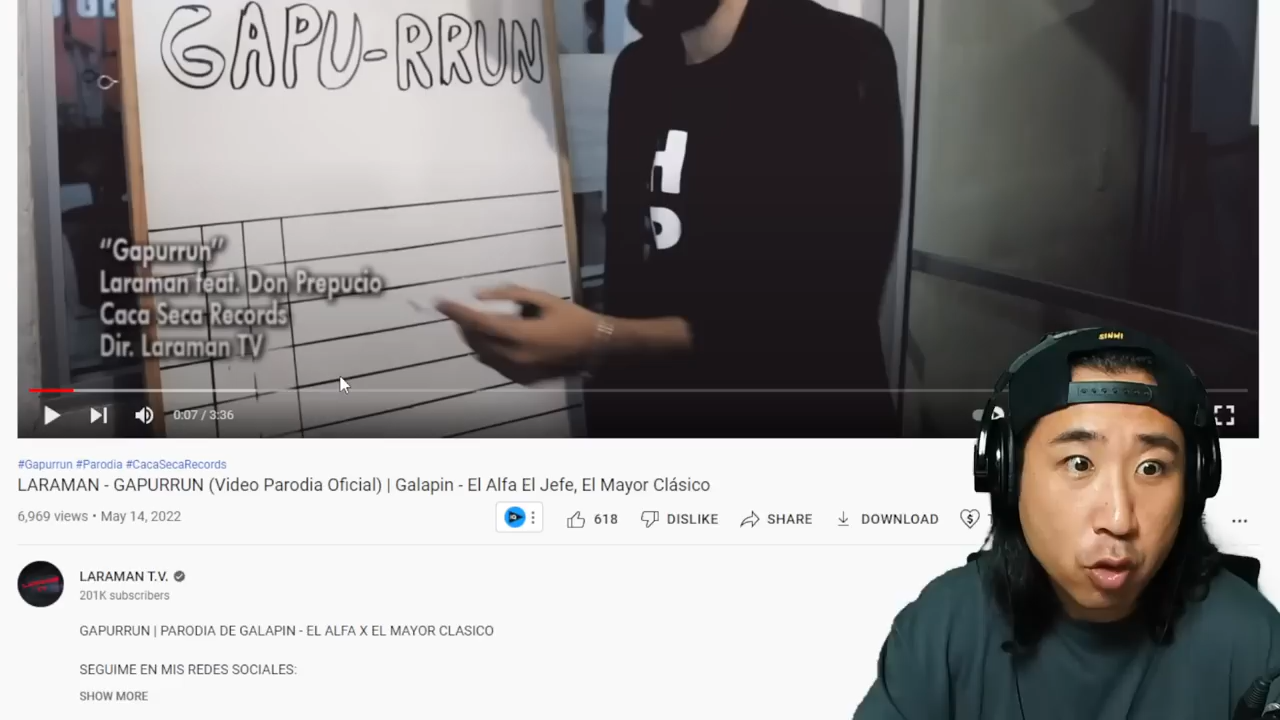 GAPU-RRUN
"Gapurrun"
Laraman feat. Don Prepucio
Caca Seca Records
Dir. Laraman TV
0:07 / 3:36
#Gapurrun #Parodia #CacaSecaRecords
LARAMAN - GAPURRUN (Video Parodia Oficial) | Galapin - El Alfa El Jefe, El Mayor Clásico
6,969 views • May 14, 2022
618 DISLIKE SHARE DOWNLOAD
LARAMAN T.V.
201K subscribers
GAPURRUN | PARODIA DE GALAPIN - EL ALFA X EL MAYOR CLASICO
SEGUIME EN MIS REDES SOCIALES:
SHOW MORE